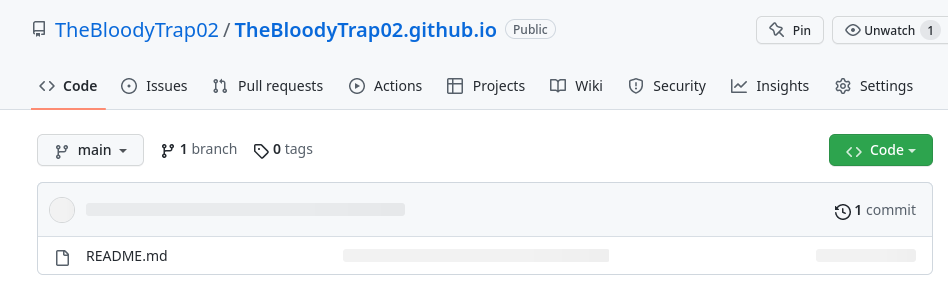 TheBloodyTrap02 / TheBloodyTrap02.github.io Public Pin Unwatch 1
Code Issues Pull requests Actions Projects Wiki Security Insights Settings
main 1 branch 0 tags Code
1 commit
README.md